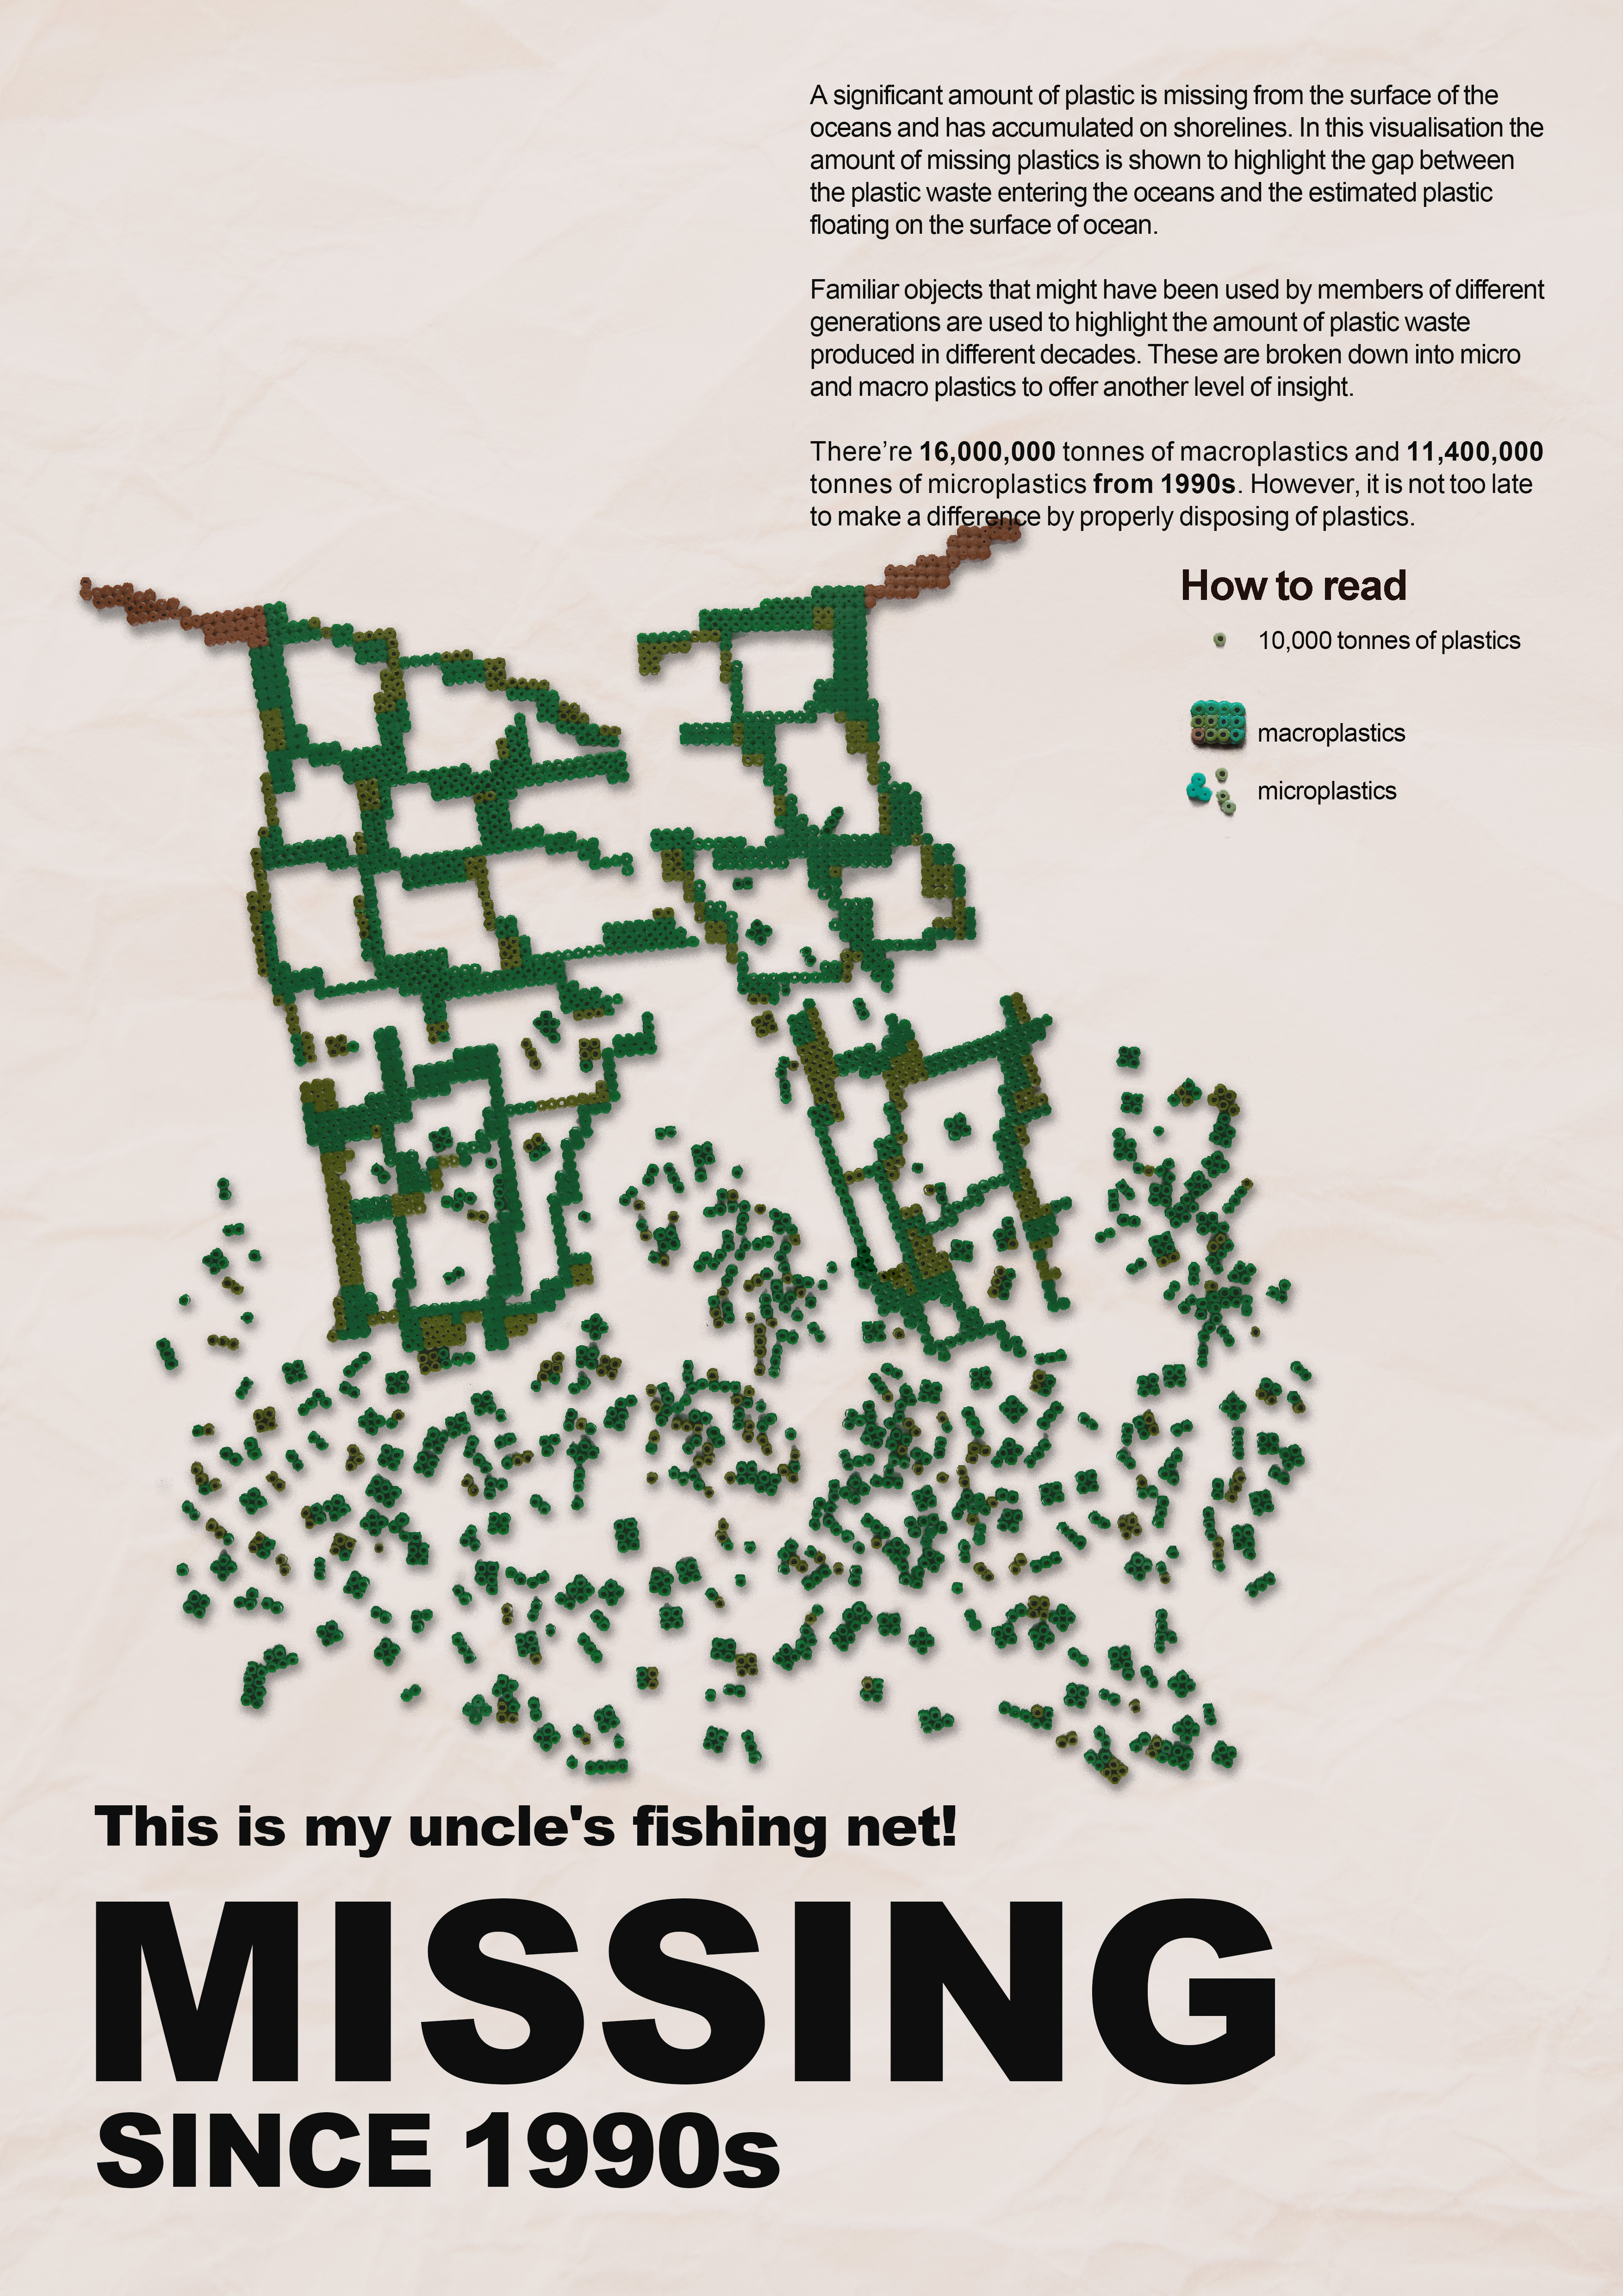 A significant amount of plastic is missing from the surface of the
oceans and has accumulated on shorelines. In this visualisation the
amount of missing plastics is shown to highlight the gap between
the plastic waste entering the oceans and the estimated plastic
floating on the surface of ocean.
Familiar objects that might have been used by members of different
generations are used to highlight the amount of plastic waste
produced in different decades. These are broken down into micro
and macro plastics to offer another level of insight.
There’re 16,000,000 tonnes of macroplastics and 11,400,000
tonnes of microplastics from 1990s. However, it is not too late
to make a difference by properly disposing of plastics.
How to read
10,000 tonnes of plastics
macroplastics
microplastics
This is my uncle's fishing net!
MISSING
SINCE 1990s